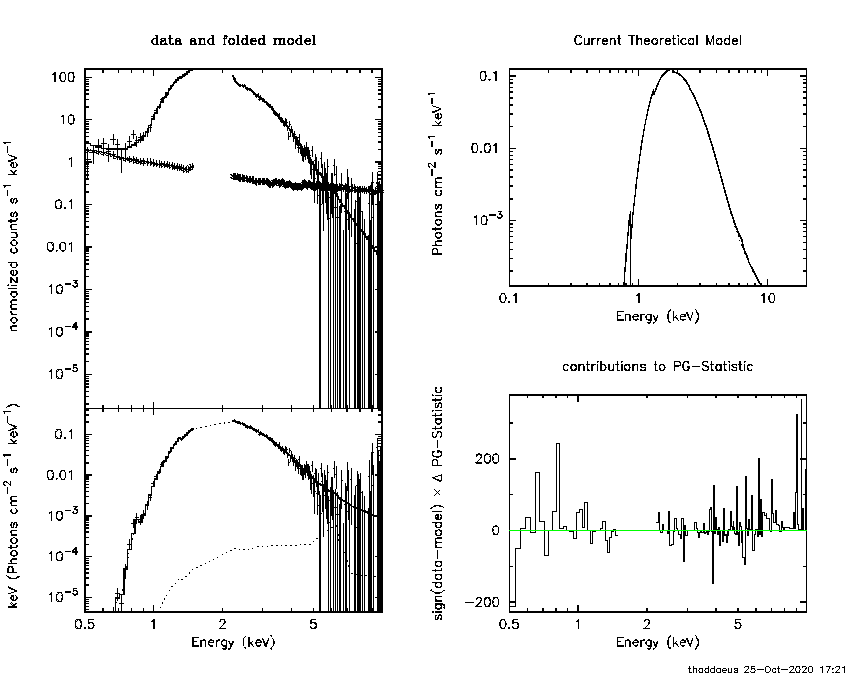 data and folded model
normalized counts s⁻¹ keV⁻¹
100
10
1
0.1
0.01
10⁻³
10⁻⁴
10⁻⁵
keV (Photons cm⁻² s⁻¹ keV⁻¹)
0.1
0.01
10⁻³
10⁻⁴
10⁻⁵
0.5 1 2 5
Energy (keV)
Current Theoretical Model
Photons cm⁻² s⁻¹ keV⁻¹
0.1
0.01
10⁻³
0.1 1 10
Energy (keV)
contributions to PG-Statistic
sign(data-model) × Δ PG-Statistic
200
0
-200
0.5 1 2 5
Energy (keV)
thaddaeus 25-Oct-2020 17:21